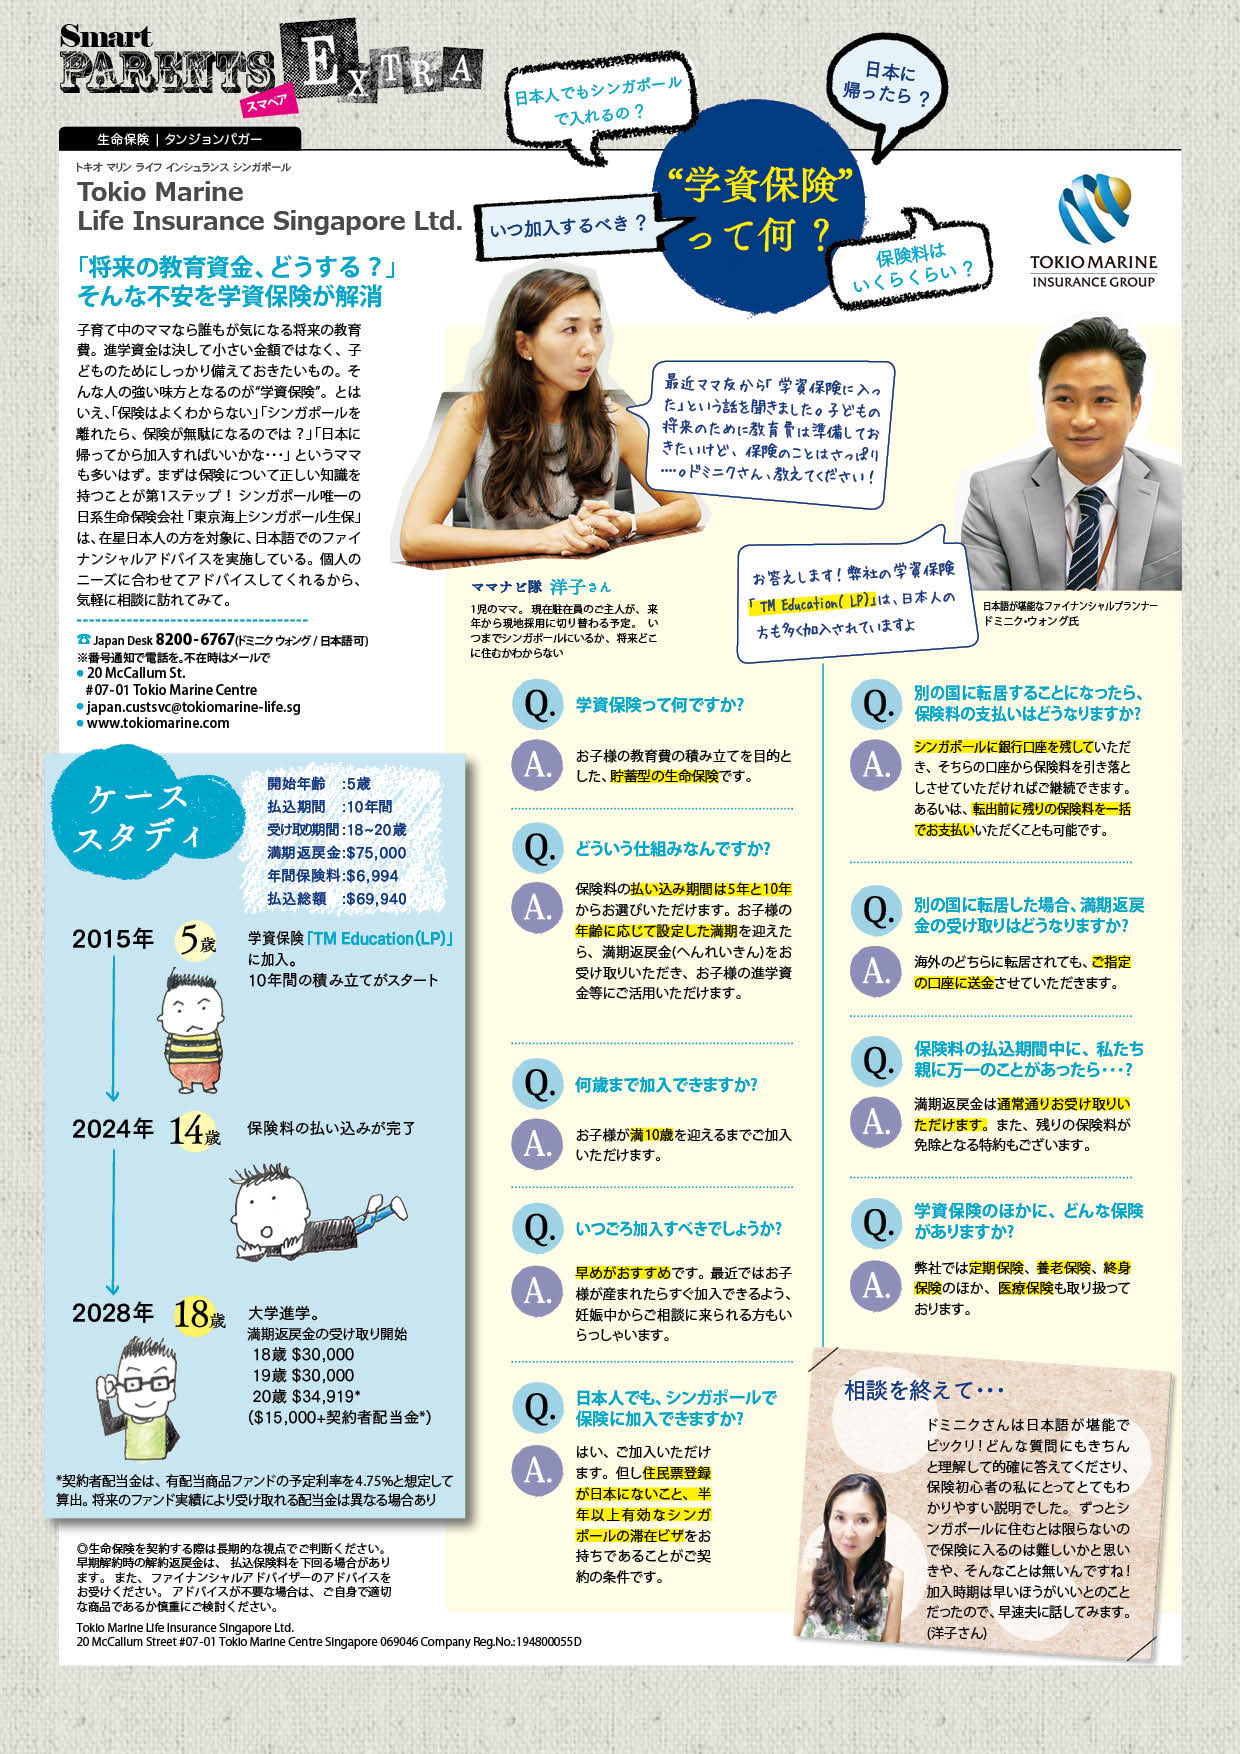 Smart
PARENTS EXTRA
スマペア
日本人でもシンガポール
で入れるの？
日本に
帰ったら？
“学資保険”
って何？
いつ加入するべき？
保険料は
いくらくらい？
生命保険 | タンジョンパガー
トキオ マリン ライフ インシュランス シンガポール
Tokio Marine
Life Insurance Singapore Ltd.
TOKIO MARINE
INSURANCE GROUP
「将来の教育資金、どうする？」
そんな不安を学資保険が解消
子育て中のママなら誰もが気になる将来の教育
費。進学資金は決して小さい金額ではなく、子
どものためにしっかり備えておきたいもの。そ
んな人の強い味方となるのが“学資保険”。とは
いえ、「保険はよくわからない」「シンガポールを
離れたら、保険が無駄になるのでは？」「日本に
帰ってから加入すればいいかな・・・」というママ
も多いはず。まずは保険について正しい知識を
持つことが第1ステップ！シンガポール唯一の
日系生命保険会社「東京海上シンガポール生保」
は、在星日本人の方を対象に、日本語でのファイ
ナンシャルアドバイスを実施している。個人の
ニーズに合わせてアドバイスしてくれるから、
気軽に相談に訪れてみて。
☎ Japan Desk 8200-6767(ドミニク ウォング / 日本語可)
※番号通知で電話を。不在時はメールで
● 20 McCallum St.
#07-01 Tokio Marine Centre
● japan.custsvc@tokiomarine-life.sg
● www.tokiomarine.com
最近ママ友から「学資保険に入っ
た」という話を聞きました。子どもの
将来のために教育費は準備してお
きたいけど、保険のことはさっぱり
……。ドミニクさん、教えてください！
お答えします！弊社の学資保険
「TM Education(LP)」は、日本人の
方も多く加入されていますよ
ママナビ隊 洋子さん
1児のママ。現在駐在員のご主人が、来
年から現地採用に切り替わる予定。い
つまでシンガポールにいるか、将来どこ
に住むかわからない
日本語が堪能なファイナンシャルプランナー
ドミニク・ウォング氏
ケース
スタディ
開始年齢 :5歳
払込期間 :10年間
受け取り期間:18~20歳
満期返戻金:$75,000
年間保険料:$6,994
払込総額 :$69,940
2015年 5歳
学資保険「TM Education(LP)」
に加入。
10年間の積み立てがスタート
2024年 14歳
保険料の払い込みが完了
2028年 18歳
大学進学。
満期返戻金の受け取り開始
18歳 $30,000
19歳 $30,000
20歳 $34,919*
($15,000+契約者配当金*)
*契約者配当金は、有配当商品ファンドの予定利率を4.75%と想定して
算出。将来のファンド実績により受け取れる配当金は異なる場合あり
◎生命保険を契約する際は長期的な視点でご判断ください。
早期解約時の解約返戻金は、払込保険料を下回る場合があり
ます。また、ファイナンシャルアドバイザーのアドバイスを
お受けください。アドバイスが不要な場合は、ご自身で適切
な商品であるか慎重にご検討ください。
Tokio Marine Life Insurance Singapore Ltd.
20 McCallum Street #07-01 Tokio Marine Centre Singapore 069046 Company Reg.No.:194800055D
Q. 学資保険って何ですか?
A. お子様の教育費の積み立てを目的と
した、貯蓄型の生命保険です。
Q. どういう仕組みなんですか?
A. 保険料の払い込み期間は5年と10年
からお選びいただけます。お子様の
年齢に応じて設定した満期を迎えた
ら、満期返戻金(へんれいきん)をお
受け取りいただき、お子様の進学資
金等にご活用いただけます。
Q. 何歳まで加入できますか?
A. お子様が満10歳を迎えるまでご加入
いただけます。
Q. いつごろ加入すべきでしょうか?
A. 早めがおすすめです。最近ではお子
様が産まれたらすぐ加入できるよう、
妊娠中からご相談に来られる方もい
らっしゃいます。
Q. 日本人でも、シンガポールで
保険に加入できますか?
A. はい、ご加入いただけ
ます。但し住民票登録
が日本にないこと、半
年以上有効なシンガ
ポールの滞在ビザをお
持ちであることがご契
約の条件です。
Q. 別の国に転居することになったら、
保険料の支払いはどうなりますか?
A. シンガポールに銀行口座を残していただ
き、そちらの口座から保険料を引き落と
しさせていただければご継続できます。
あるいは、転出前に残りの保険料を一括
でお支払いいただくことも可能です。
Q. 別の国に転居した場合、満期返戻
金の受け取りはどうなりますか?
A. 海外のどちらに転居されても、ご指定
の口座に送金させていただきます。
Q. 保険料の払込期間中に、私たち
親に万一のことがあったら・・・?
A. 満期返戻金は通常通りお受け取りい
ただけます。また、残りの保険料が
免除となる特約もございます。
Q. 学資保険のほかに、どんな保険
がありますか?
A. 弊社では定期保険、養老保険、終身
保険のほか、医療保険も取り扱って
おります。
相談を終えて・・・
ドミニクさんは日本語が堪能で
ビックリ！どんな質問にもきちん
と理解して的確に答えてくださり、
保険初心者の私にとってとてもわ
かりやすい説明でした。ずっとシ
ンガポールに住むとは限らないの
で保険に入るのは難しいかと思い
きや、そんなことは無いんですね！
加入時期は早いほうがいいとのこと
だったので、早速夫に話してみます。
(洋子さん)